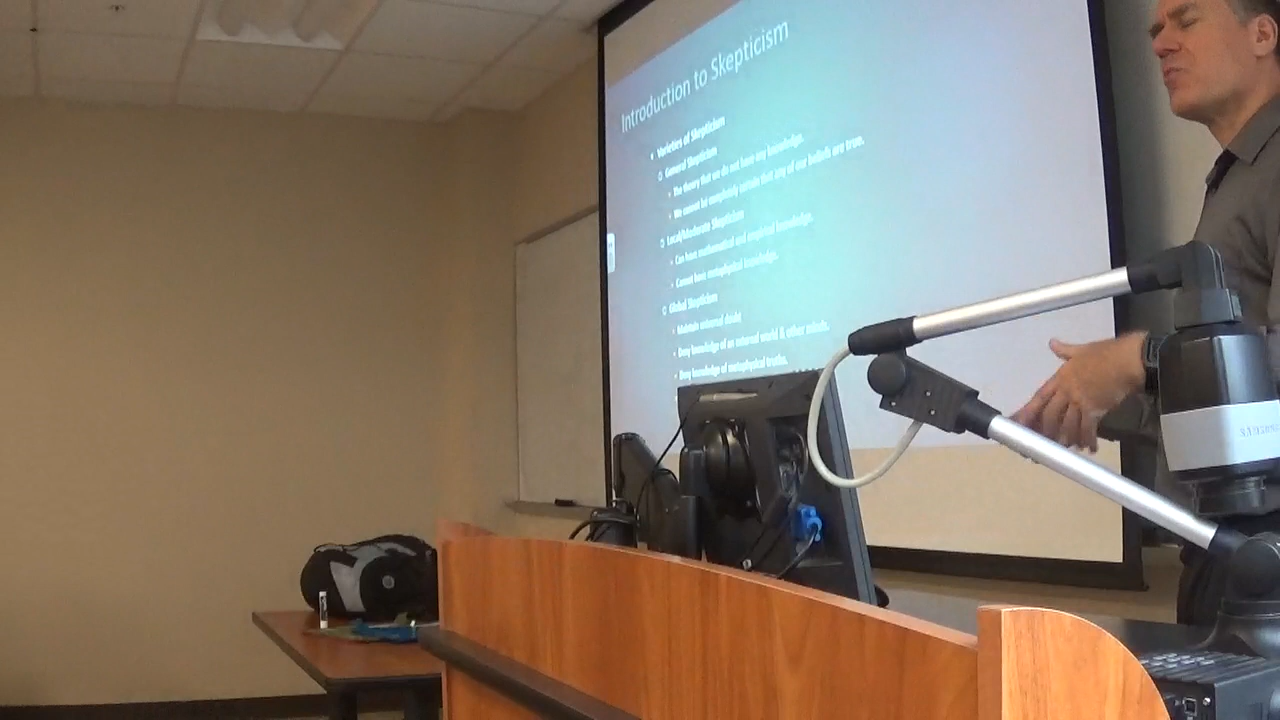 Introduction to Skepticism
• Varieties of Skepticism
General Skepticism
• The theory that we do not have any knowledge.
• We cannot be completely certain that any of our beliefs are true.
Local/Moderate Skepticism
• Can have mathematical and empirical knowledge.
• Cannot have metaphysical knowledge.
Global Skepticism
• Maintain universal doubt
• Deny knowledge of an external world & other minds.
• Deny knowledge of metaphysical truths.